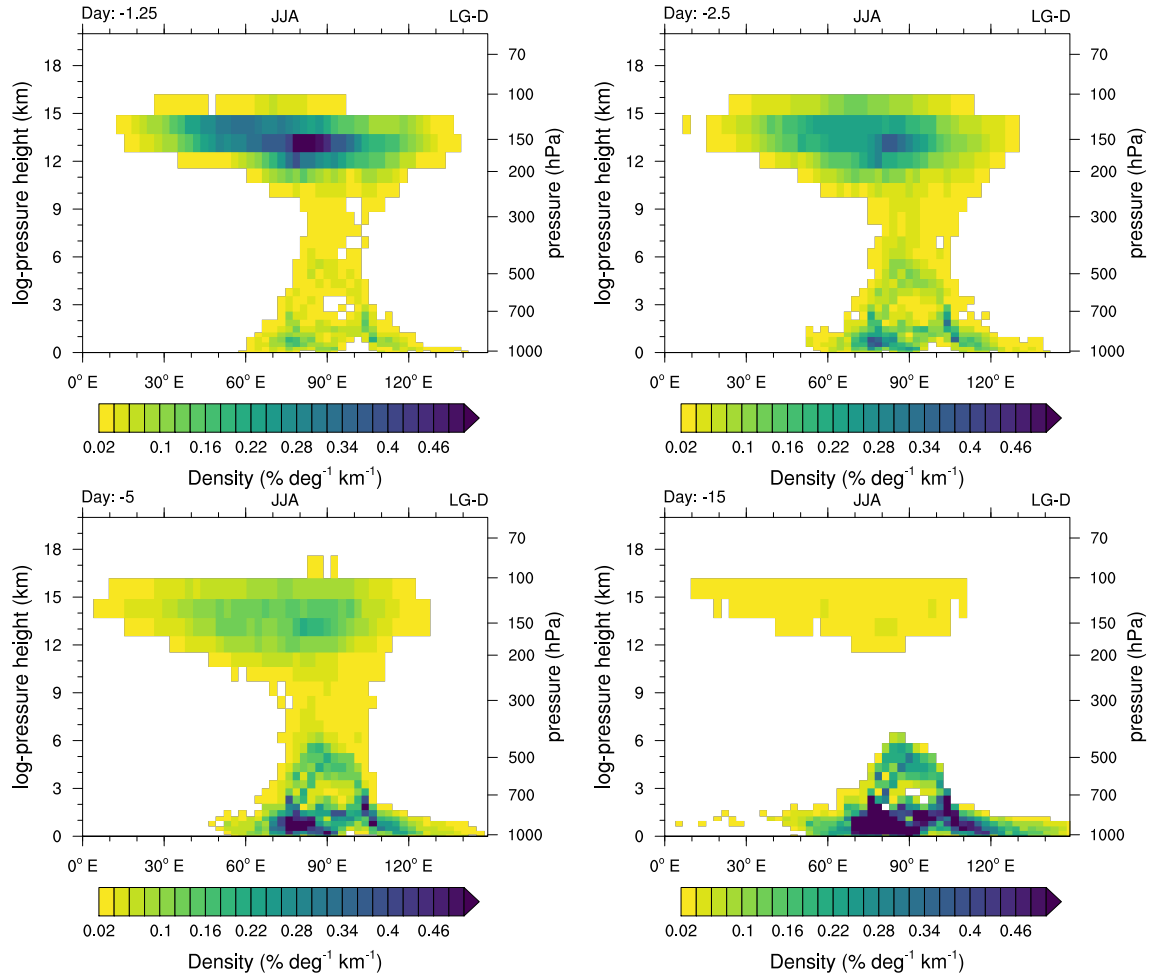 Day: -1.25 JJA LG-D
log-pressure height (km)
18
15
12
9
6
3
0
70
100
150
200
300
500
700
1000
pressure (hPa)
0° E 30° E 60° E 90° E 120° E
0.02 0.1 0.16 0.22 0.28 0.34 0.4 0.46
Density (% deg⁻¹ km⁻¹)
Day: -2.5 JJA LG-D
log-pressure height (km)
18
15
12
9
6
3
0
70
100
150
200
300
500
700
1000
pressure (hPa)
0° E 30° E 60° E 90° E 120° E
0.02 0.1 0.16 0.22 0.28 0.34 0.4 0.46
Density (% deg⁻¹ km⁻¹)
Day: -5 JJA LG-D
log-pressure height (km)
18
15
12
9
6
3
0
70
100
150
200
300
500
700
1000
pressure (hPa)
0° E 30° E 60° E 90° E 120° E
0.02 0.1 0.16 0.22 0.28 0.34 0.4 0.46
Density (% deg⁻¹ km⁻¹)
Day: -15 JJA LG-D
log-pressure height (km)
18
15
12
9
6
3
0
70
100
150
200
300
500
700
1000
pressure (hPa)
0° E 30° E 60° E 90° E 120° E
0.02 0.1 0.16 0.22 0.28 0.34 0.4 0.46
Density (% deg⁻¹ km⁻¹)